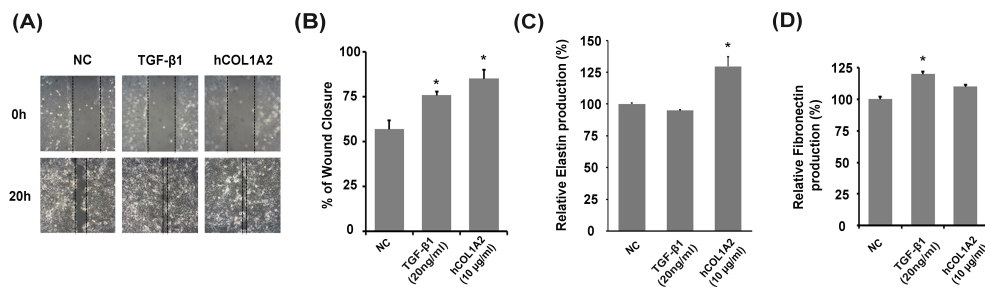 (A)
NC TGF-β1 hCOL1A2
0h
20h
(B)
% of Wound Closure
100
75
50
25
0
*
*
NC
TGF-β1
(20ng/ml)
hCOL1A2
(10 μg/ml)
(C)
Relative Elastin production (%)
150
125
100
75
50
25
0
*
NC
TGF-β1
(20ng/ml)
hCOL1A2
(10 μg/ml)
(D)
Relative Fibronectin
production (%)
125
100
75
50
25
0
*
NC
TGF-β1
(20ng/ml)
hCOL1A2
(10 μg/ml)